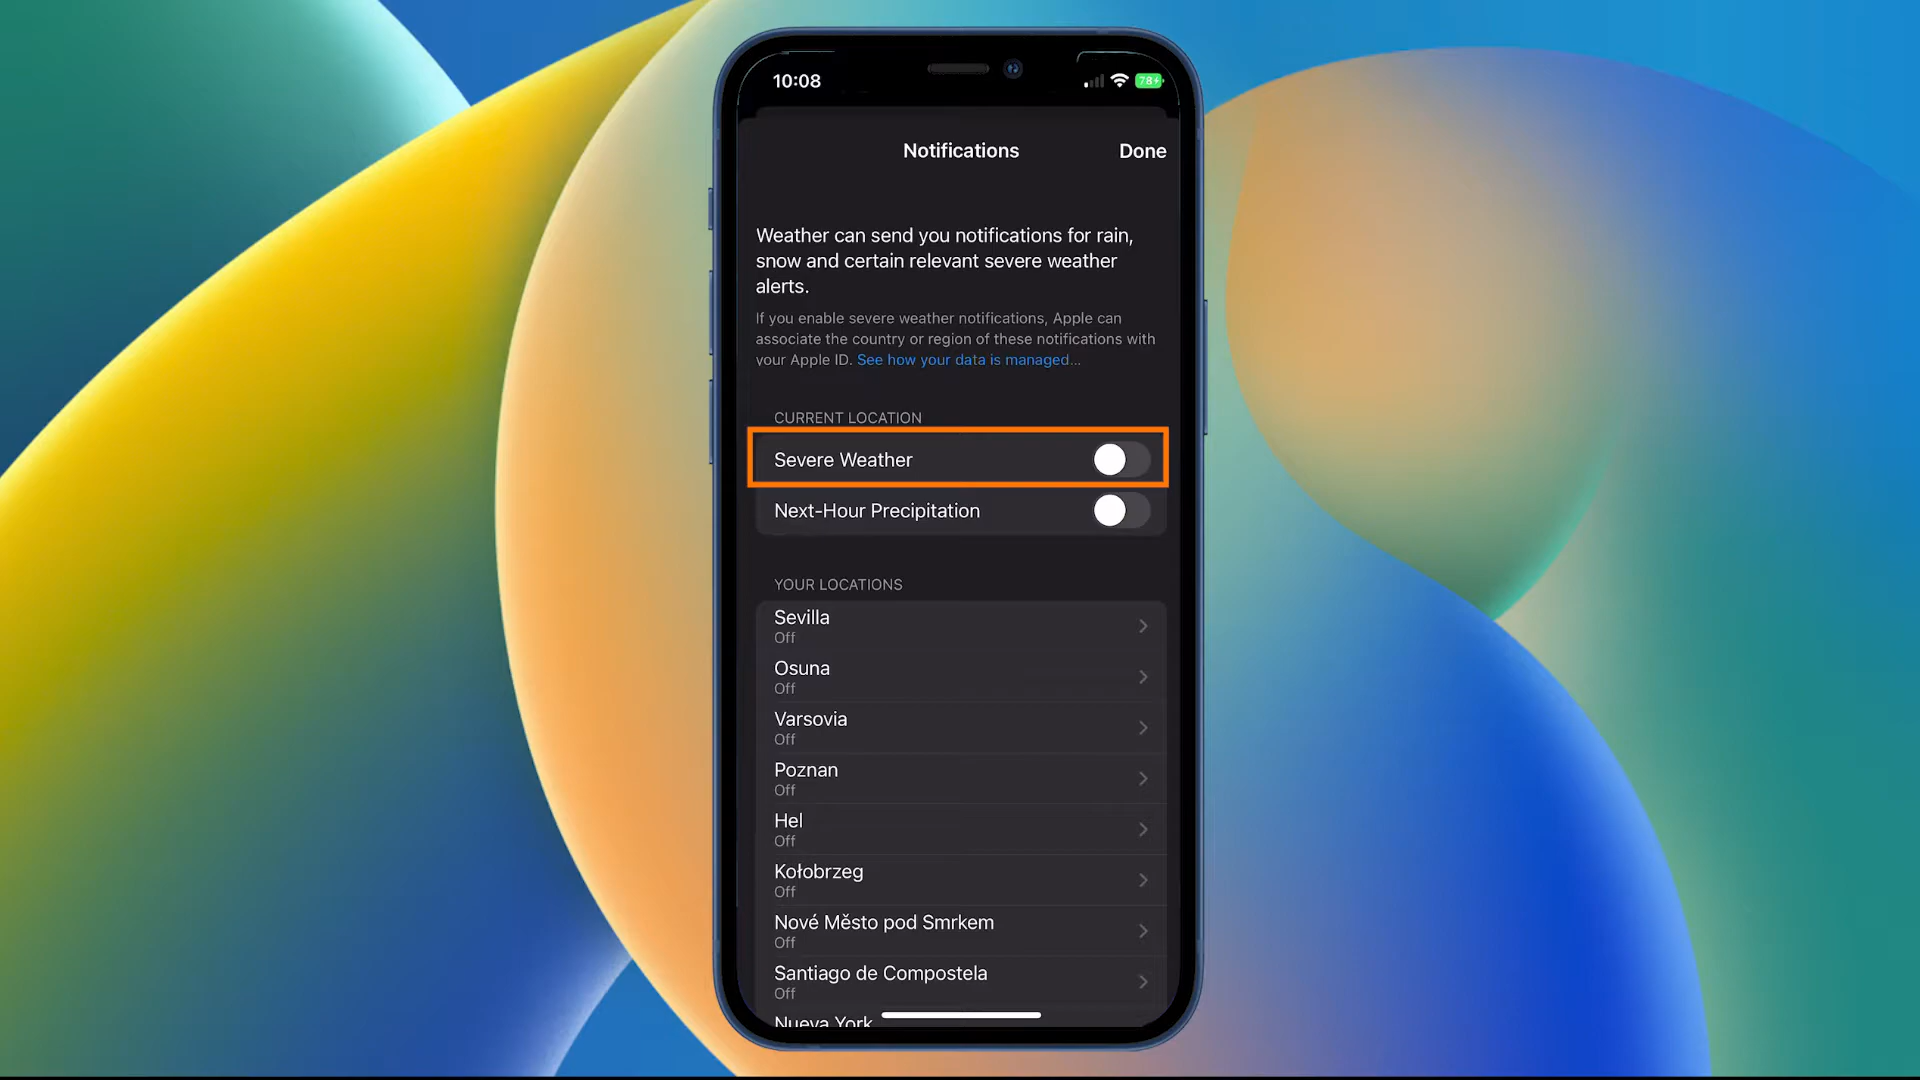 10:08
78+
Notifications
Done
Weather can send you notifications for rain,
snow and certain relevant severe weather
alerts.
If you enable severe weather notifications, Apple can
associate the country or region of these notifications with
your Apple ID. See how your data is managed...
CURRENT LOCATION
Severe Weather
Next-Hour Precipitation
YOUR LOCATIONS
Sevilla
Off
Osuna
Off
Varsovia
Off
Poznan
Off
Hel
Off
Kołobrzeg
Off
Nové Město pod Smrkem
Off
Santiago de Compostela
Off
Nueva York